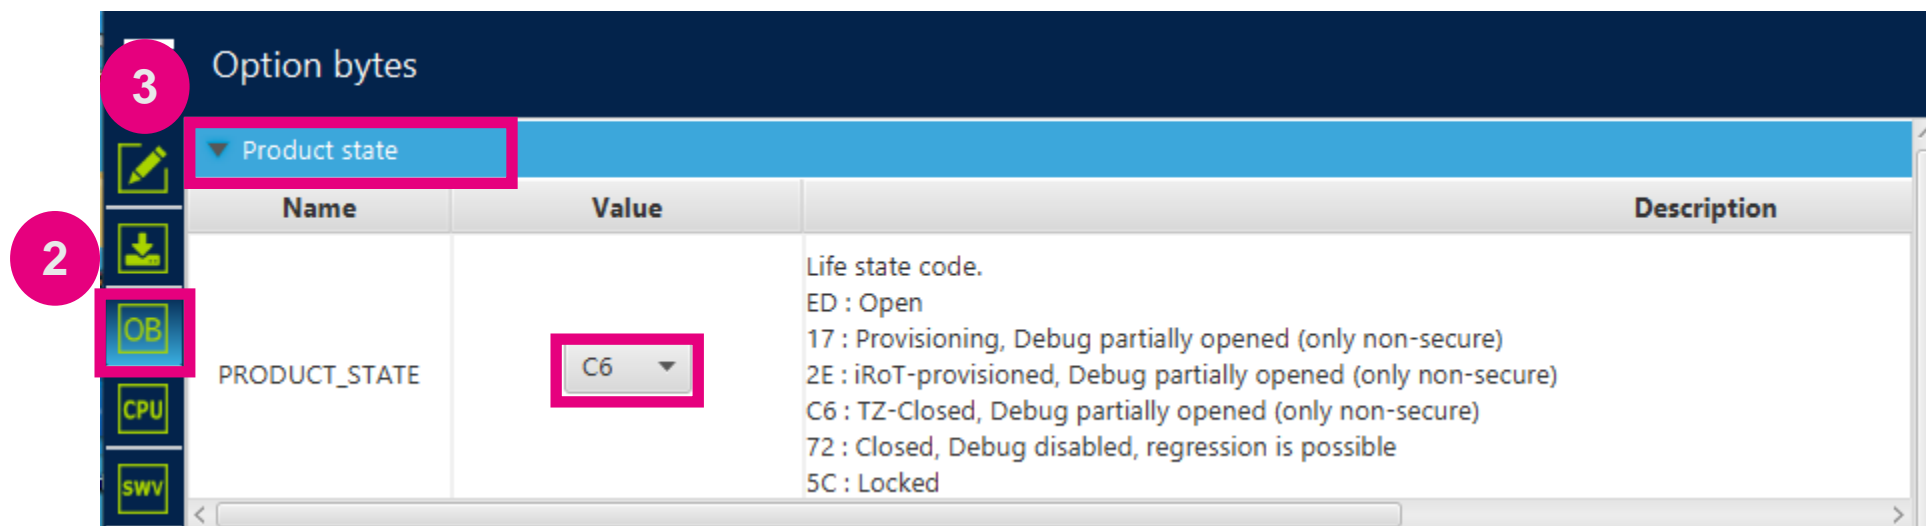 3
Option bytes
Product state
Name Value Description
2
OB
CPU
SWV
PRODUCT_STATE
C6
Life state code.
ED : Open
17 : Provisioning, Debug partially opened (only non-secure)
2E : iRoT-provisioned, Debug partially opened (only non-secure)
C6 : TZ-Closed, Debug partially opened (only non-secure)
72 : Closed, Debug disabled, regression is possible
5C : Locked